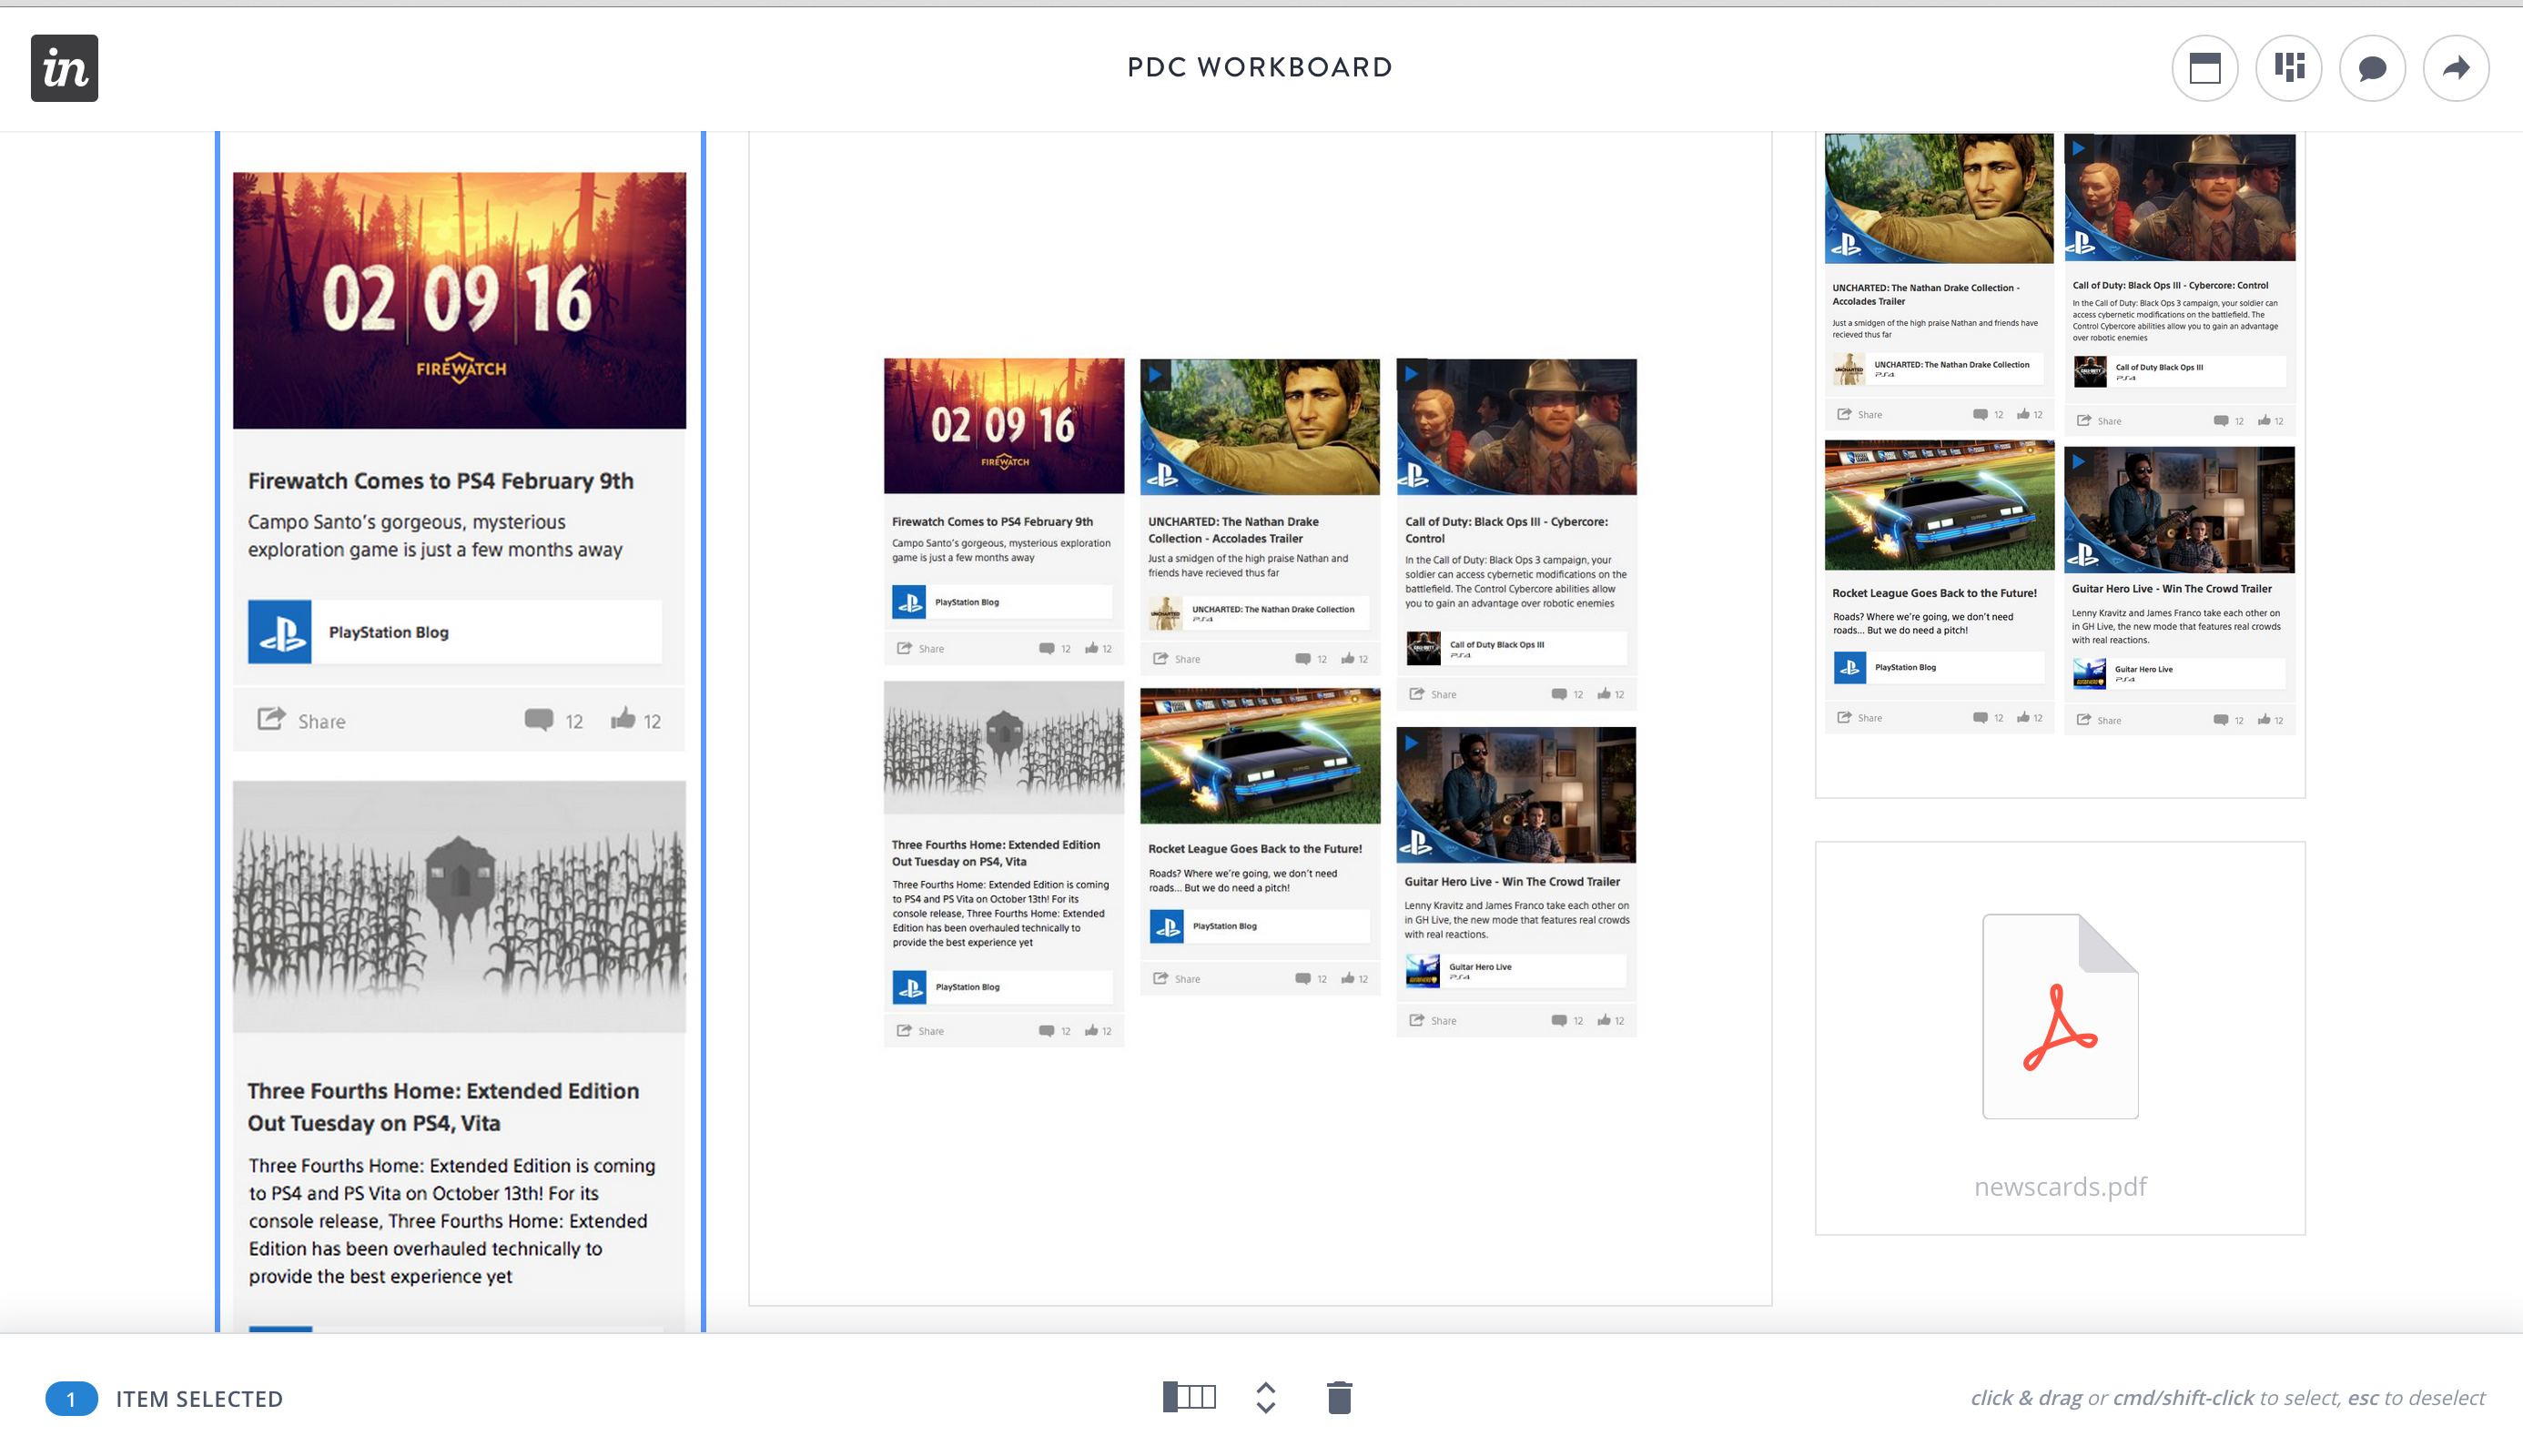 in
PDC WORKBOARD
02 09 16
FIREWATCH
Firewatch Comes to PS4 February 9th
Campo Santo's gorgeous, mysterious
exploration game is just a few months away
PlayStation Blog
Share 12 12
Three Fourths Home: Extended Edition
Out Tuesday on PS4, Vita
Three Fourths Home: Extended Edition is coming
to PS4 and PS Vita on October 13th! For its
console release, Three Fourths Home: Extended
Edition has been overhauled technically to
provide the best experience yet
02 09 16
FIREWATCH
Firewatch Comes to PS4 February 9th
Campo Santo's gorgeous, mysterious exploration
game is just a few months away
PlayStation Blog
Share 12 12
Three Fourths Home: Extended Edition
Out Tuesday on PS4, Vita
Three Fourths Home: Extended Edition is coming
to PS4 and PS Vita on October 13th! For its
console release, Three Fourths Home: Extended
Edition has been overhauled technically to
provide the best experience yet
PlayStation Blog
Share 12 12
UNCHARTED: The Nathan Drake
Collection - Accolades Trailer
Just a smidgen of the high praise Nathan and
friends have recieved thus far
UNCHARTED: The Nathan Drake Collection
PS4
Share 12 12
Rocket League Goes Back to the Future!
Roads? Where we're going, we don't need
roads... But we do need a pitch!
PlayStation Blog
Share 12 12
Call of Duty: Black Ops III - Cybercore:
Control
In the Call of Duty: Black Ops 3 campaign, your
soldier can access cybernetic modifications on the
battlefield. The Control Cybercore abilities allow
you to gain an advantage over robotic enemies
Call of Duty Black Ops III
PS4
Share 12 12
Guitar Hero Live - Win The Crowd Trailer
Lenny Kravitz and James Franco take each other on
in GH Live, the new mode that features real crowds
with real reactions.
Guitar Hero Live
PS4
Share 12 12
UNCHARTED: The Nathan Drake Collection -
Accolades Trailer
Just a smidgen of the high praise Nathan and friends have
recieved thus far
UNCHARTED: The Nathan Drake Collection
PS4
Share 12 12
Rocket League Goes Back to the Future!
Roads? Where we're going, we don't need
roads... But we do need a pitch!
PlayStation Blog
Share 12 12
Call of Duty: Black Ops III - Cybercore: Control
In the Call of Duty: Black Ops 3 campaign, your soldier can
access cybernetic modifications on the battlefield. The
Control Cybercore abilities allow you to gain an advantage
over robotic enemies
Call of Duty Black Ops III
PS4
Share 12 12
Guitar Hero Live - Win The Crowd Trailer
Lenny Kravitz and James Franco take each other on
in GH Live, the new mode that features real crowds
with real reactions.
Guitar Hero Live
PS4
Share 12 12
newscards.pdf
1 ITEM SELECTED
click & drag or cmd/shift-click to select, esc to deselect